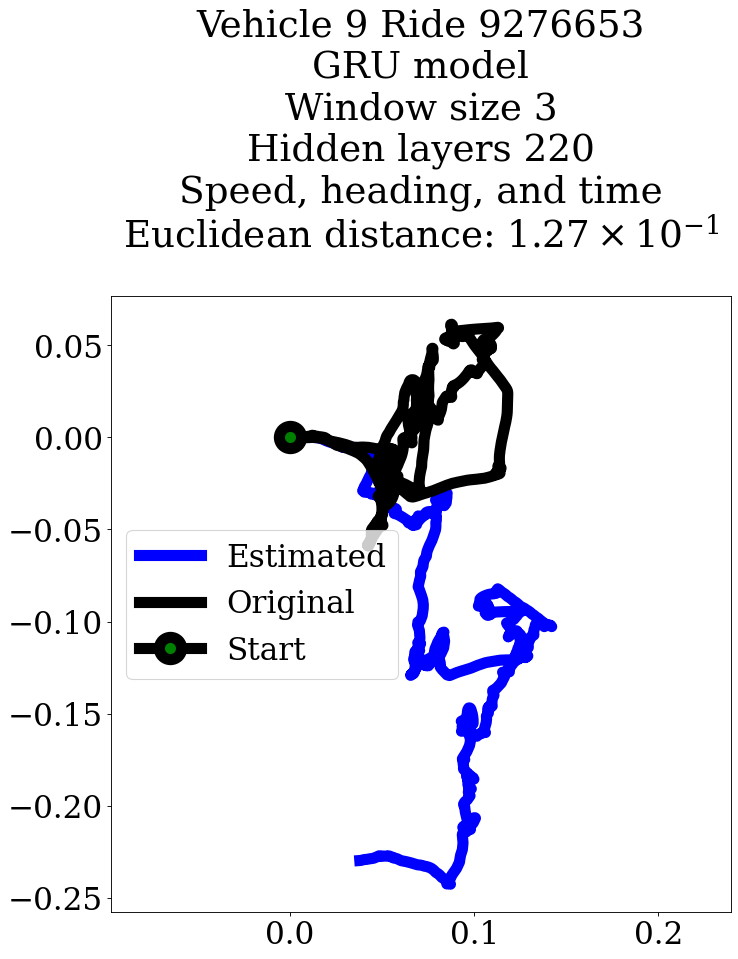 Vehicle 9 Ride 9276653
GRU model
Window size 3
Hidden layers 220
Speed, heading, and time
Euclidean distance: 1.27 × 10⁻¹
0.05
0.00
−0.05
−0.10
−0.15
−0.20
−0.25
Estimated
Original
Start
0.0 0.1 0.2